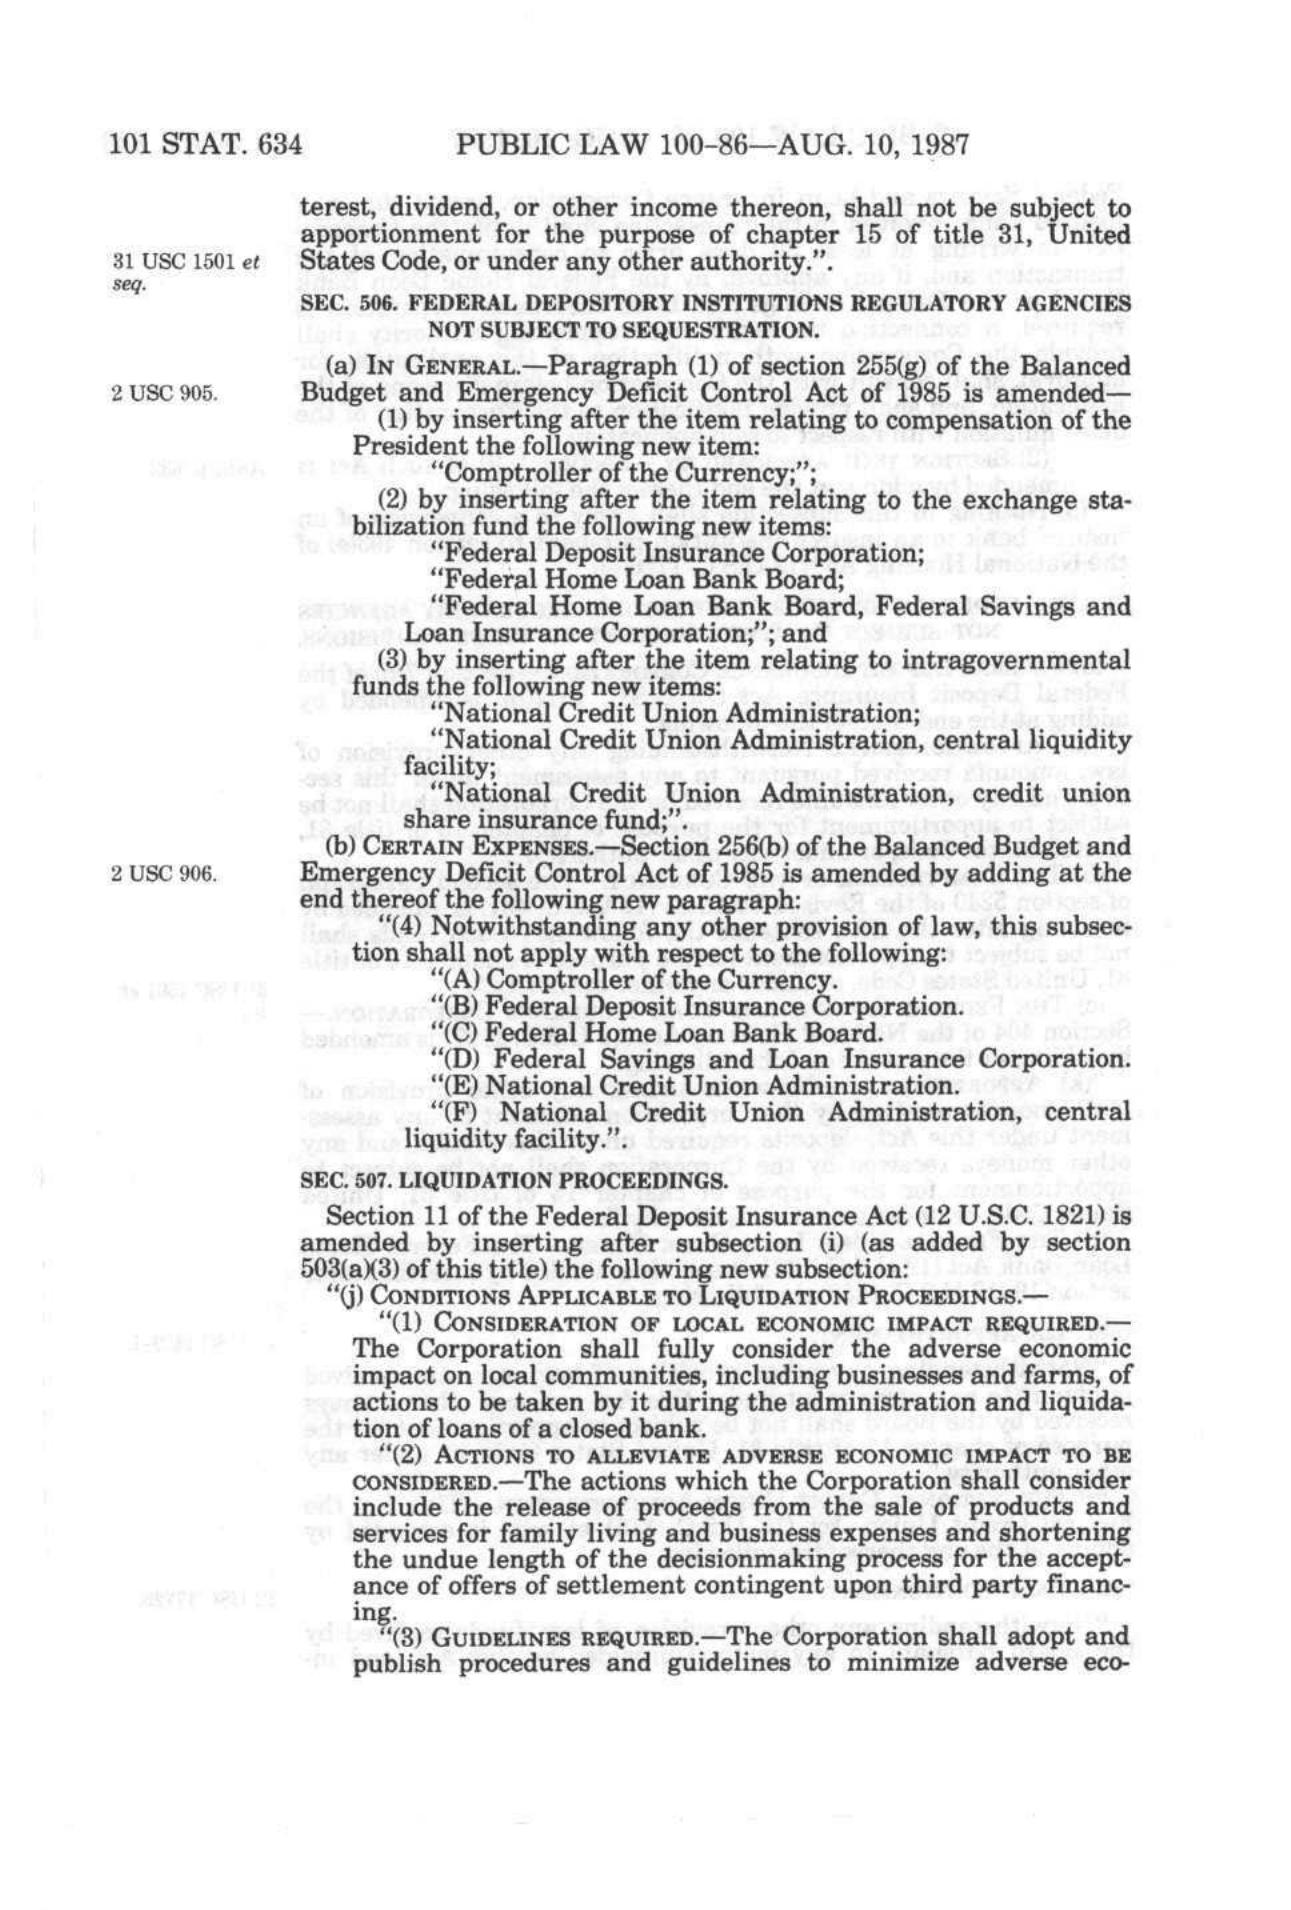 101 STAT. 634
PUBLIC LAW 100-86—AUG. 10, 1987
terest, dividend, or other income thereon, shall not be subject to
apportionment for the purpose of chapter 15 of title 31, United
31 USC 1501 et
seq.
States Code, or under any other authority.".
SEC. 506. FEDERAL DEPOSITORY INSTITUTIONS REGULATORY AGENCIES
NOT SUBJECT TO SEQUESTRATION.
(a) IN GENERAL.—Paragraph (1) of section 255(g) of the Balanced
2 USC 905.
Budget and Emergency Deficit Control Act of 1985 is amended—
(1) by inserting after the item relating to compensation of the
President the following new item:
"Comptroller of the Currency;";
(2) by inserting after the item relating to the exchange sta-
bilization fund the following new items:
"Federal Deposit Insurance Corporation;
"Federal Home Loan Bank Board;
"Federal Home Loan Bank Board, Federal Savings and
Loan Insurance Corporation;"; and
(3) by inserting after the item relating to intragovernmental
funds the following new items:
"National Credit Union Administration;
"National Credit Union Administration, central liquidity
facility;
"National Credit Union Administration, credit union
share insurance fund;".
(b) CERTAIN EXPENSES.—Section 256(b) of the Balanced Budget and
2 USC 906.
Emergency Deficit Control Act of 1985 is amended by adding at the
end thereof the following new paragraph:
"(4) Notwithstanding any other provision of law, this subsec-
tion shall not apply with respect to the following:
"(A) Comptroller of the Currency.
"(B) Federal Deposit Insurance Corporation.
"(C) Federal Home Loan Bank Board.
"(D) Federal Savings and Loan Insurance Corporation.
"(E) National Credit Union Administration.
"(F) National Credit Union Administration, central
liquidity facility.".
SEC. 507. LIQUIDATION PROCEEDINGS.
Section 11 of the Federal Deposit Insurance Act (12 U.S.C. 1821) is
amended by inserting after subsection (i) (as added by section
503(a)(3) of this title) the following new subsection:
"(j) CONDITIONS APPLICABLE TO LIQUIDATION PROCEEDINGS.—
"(1) CONSIDERATION OF LOCAL ECONOMIC IMPACT REQUIRED.—
The Corporation shall fully consider the adverse economic
impact on local communities, including businesses and farms, of
actions to be taken by it during the administration and liquida-
tion of loans of a closed bank.
"(2) ACTIONS TO ALLEVIATE ADVERSE ECONOMIC IMPACT TO BE
CONSIDERED.—The actions which the Corporation shall consider
include the release of proceeds from the sale of products and
services for family living and business expenses and shortening
the undue length of the decisionmaking process for the accept-
ance of offers of settlement contingent upon third party financ-
ing.
"(3) GUIDELINES REQUIRED.—The Corporation shall adopt and
publish procedures and guidelines to minimize adverse eco-